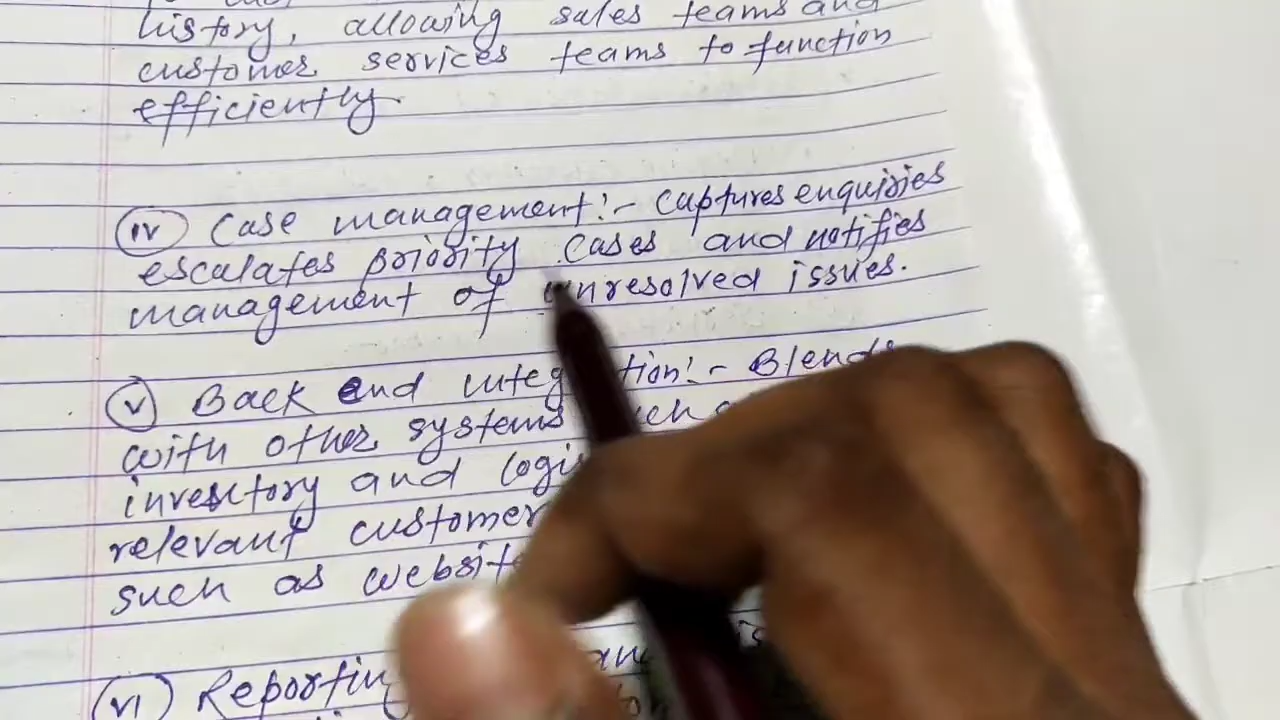 history, allowing sales teams and
customer services teams to function
efficiently.
(iv) Case management:- Captures enquiries
escalates priority cases and notifies
management of unresolved issues.
(v) Back end integration:- Blends
with other systems such
inventory and
relevant customer
such as website
(vi) Reporting